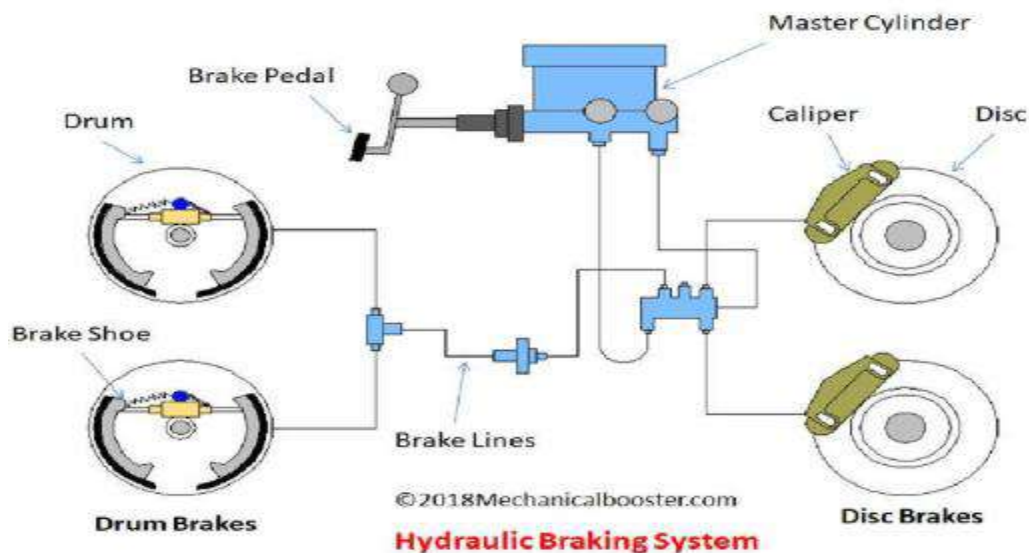 Master Cylinder
Brake Pedal
Drum
Caliper
Disc
Brake Shoe
Brake Lines
©2018Mechanicalbooster.com
Drum Brakes
Disc Brakes
Hydraulic Braking System